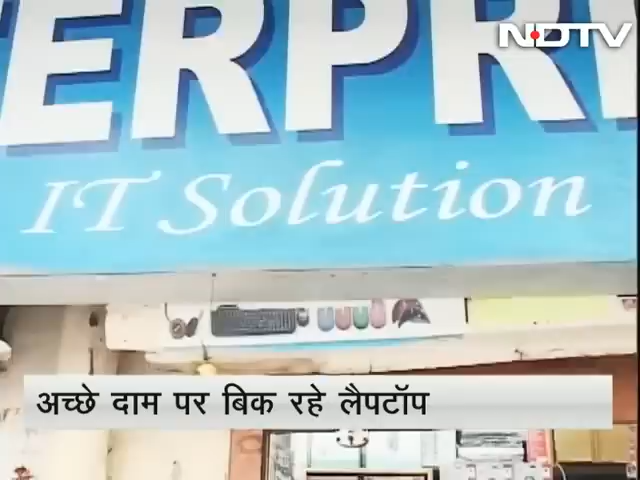 NDTV
ERPRI
IT Solution
अच्छे दाम पर बिक रहे लैपटॉप